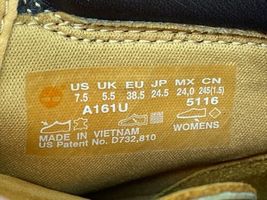 US UK EU JP MX CN
7.5 5.5 38.5 24.5 24.0 245(1.5)
A161U 5116
WOMENS
MADE IN VIETNAM
US Patent No. D732,810